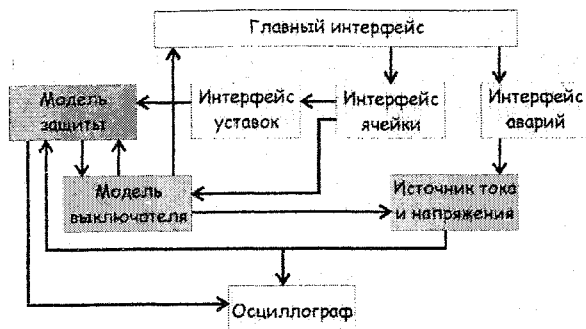 Главный интерфейс
Модель
защиты
Интерфейс
уставок
Интерфейс
ячейки
Интерфейс
аварий
Модель
выключателя
Источник тока
и напряжения
Осциллограф